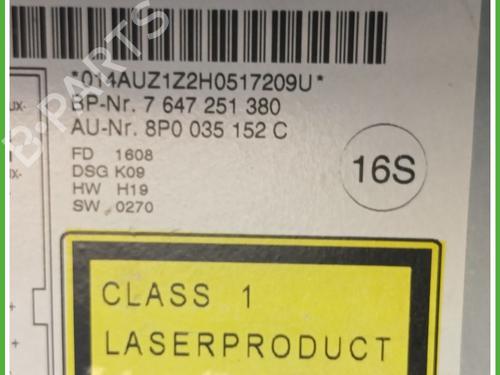 *014AUZ1Z2H0517209U*
BP-Nr. 7 647 251 380
AU-Nr. 8P0 035 152 C
FD 1608
DSG K09
HW H19
SW 0270
16S
CLASS 1
LASERPRODUCT
B-PARTS